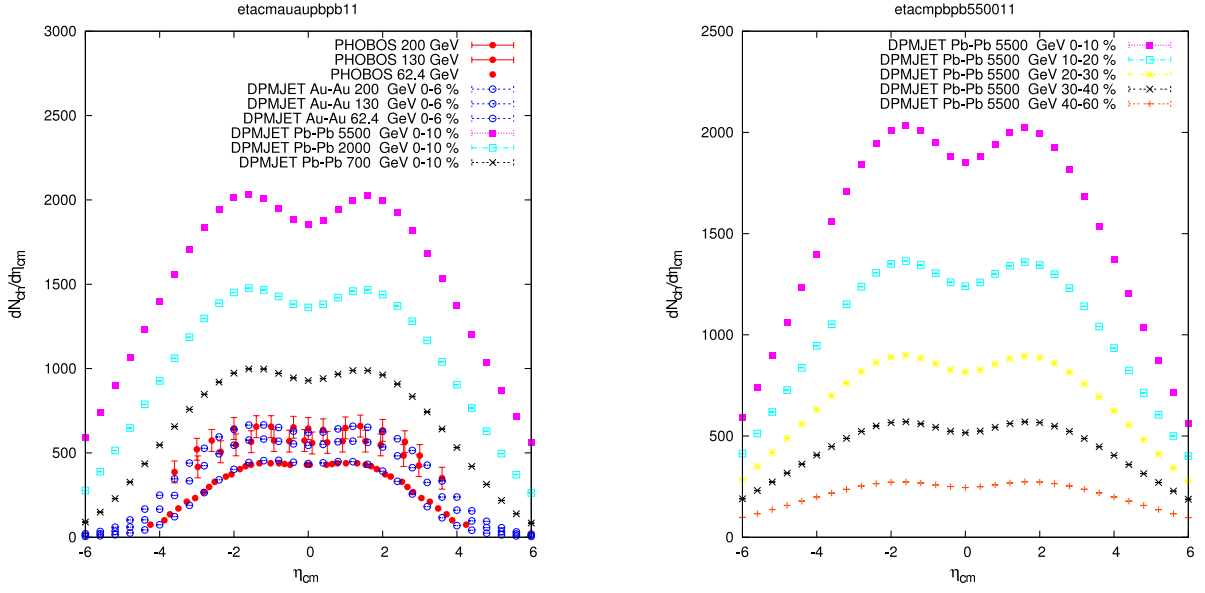 etacmauaupbpb11
3000
2500
2000
1500
1000
500
0
-6 -4 -2 0 2 4 6
dNch/dηcm
ηcm
PHOBOS 200 GeV
PHOBOS 130 GeV
PHOBOS 62.4 GeV
DPMJET Au-Au 200 GeV 0-6 %
DPMJET Au-Au 130 GeV 0-6 %
DPMJET Au-Au 62.4 GeV 0-6 %
DPMJET Pb-Pb 5500 GeV 0-10 %
DPMJET Pb-Pb 2000 GeV 0-10 %
DPMJET Pb-Pb 700 GeV 0-10 %
etacmpbpb550011
2500
2000
1500
1000
500
0
-6 -4 -2 0 2 4 6
dNch/dηcm
ηcm
DPMJET Pb-Pb 5500 GeV 0-10 %
DPMJET Pb-Pb 5500 GeV 10-20 %
DPMJET Pb-Pb 5500 GeV 20-30 %
DPMJET Pb-Pb 5500 GeV 30-40 %
DPMJET Pb-Pb 5500 GeV 40-60 %